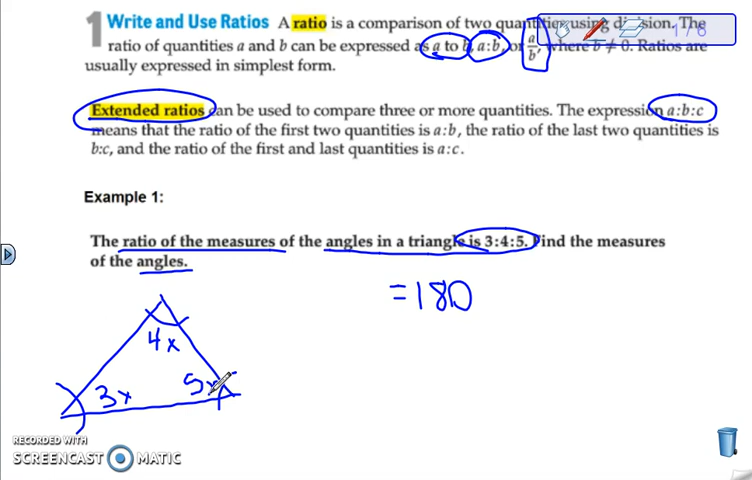 1 Write and Use Ratios A ratio is a comparison of two quantities using division. The
ratio of quantities a and b can be expressed as a to b, a:b, or a/b, where b ≠ 0. Ratios are
usually expressed in simplest form.
178
Extended ratios can be used to compare three or more quantities. The expression a:b:c
means that the ratio of the first two quantities is a:b, the ratio of the last two quantities is
b:c, and the ratio of the first and last quantities is a:c.
Example 1:
The ratio of the measures of the angles in a triangle is 3:4:5. Find the measures
of the angles.
=180
4x
3x 5x
RECORDED WITH
SCREENCAST MATIC